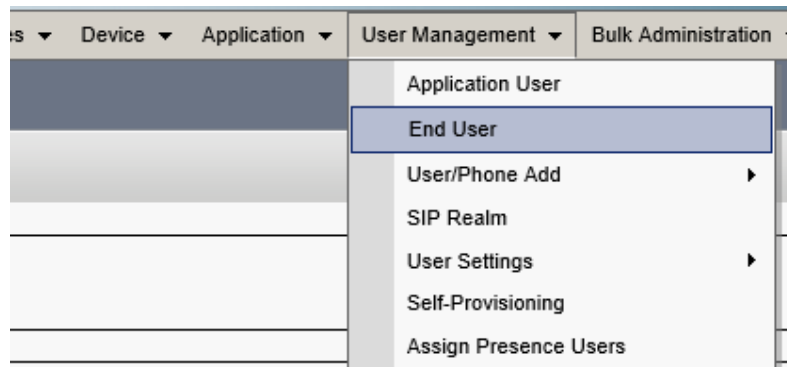 Device Application User Management Bulk Administration
Application User
End User
User/Phone Add
SIP Realm
User Settings
Self-Provisioning
Assign Presence Users